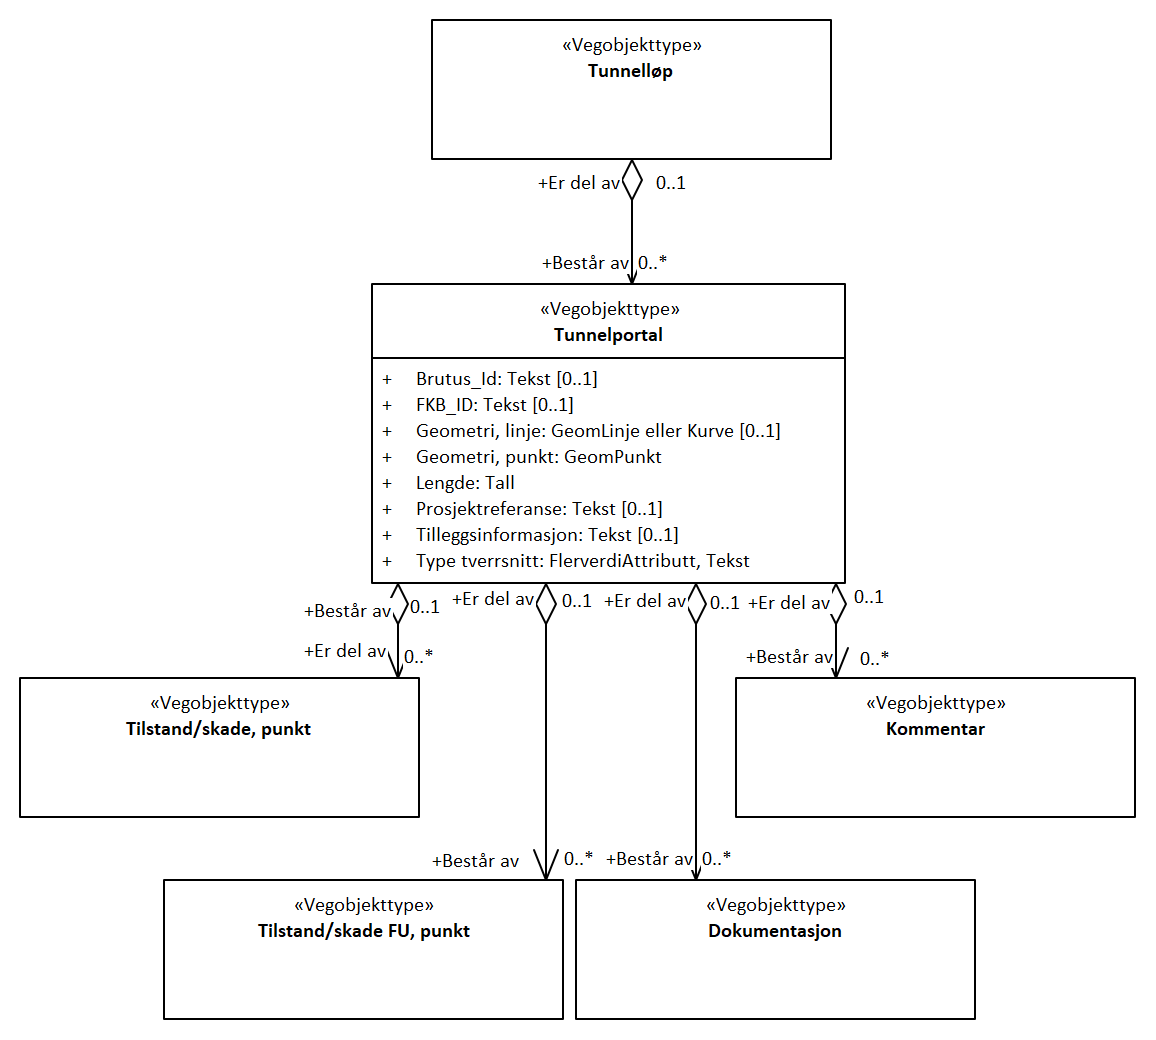 «Vegobjekttype»
Tunnelløp
+Er del av 0..1
+Består av 0..*
«Vegobjekttype»
Tunnelportal
+ Brutus_Id: Tekst [0..1]
+ FKB_ID: Tekst [0..1]
+ Geometri, linje: GeomLinje eller Kurve [0..1]
+ Geometri, punkt: GeomPunkt
+ Lengde: Tall
+ Prosjektreferanse: Tekst [0..1]
+ Tilleggsinformasjon: Tekst [0..1]
+ Type tverrsnitt: FlerverdiAttributt, Tekst
+Består av 0..1 +Er del av 0..1 +Er del av 0..1 +Er del av 0..1
+Er del av 0..* +Består av 0..*
«Vegobjekttype» «Vegobjekttype»
Tilstand/skade, punkt Kommentar
+Består av 0..* +Består av 0..*
«Vegobjekttype» «Vegobjekttype»
Tilstand/skade FU, punkt Dokumentasjon